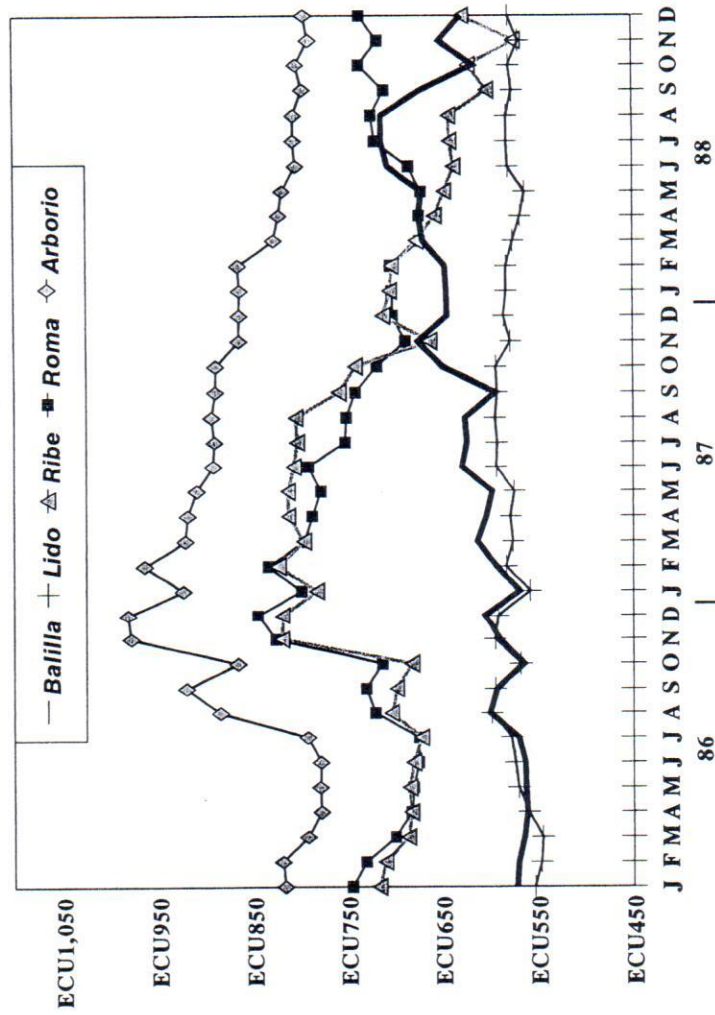 Balilla Lido Ribe Roma Arborio
ECU1,050
ECU950
ECU850
ECU750
ECU650
ECU550
ECU450
J F M A M J J A S O N D J F M A M J J A S O N D J F M A M J J A S O N D
86 | 87 | 88